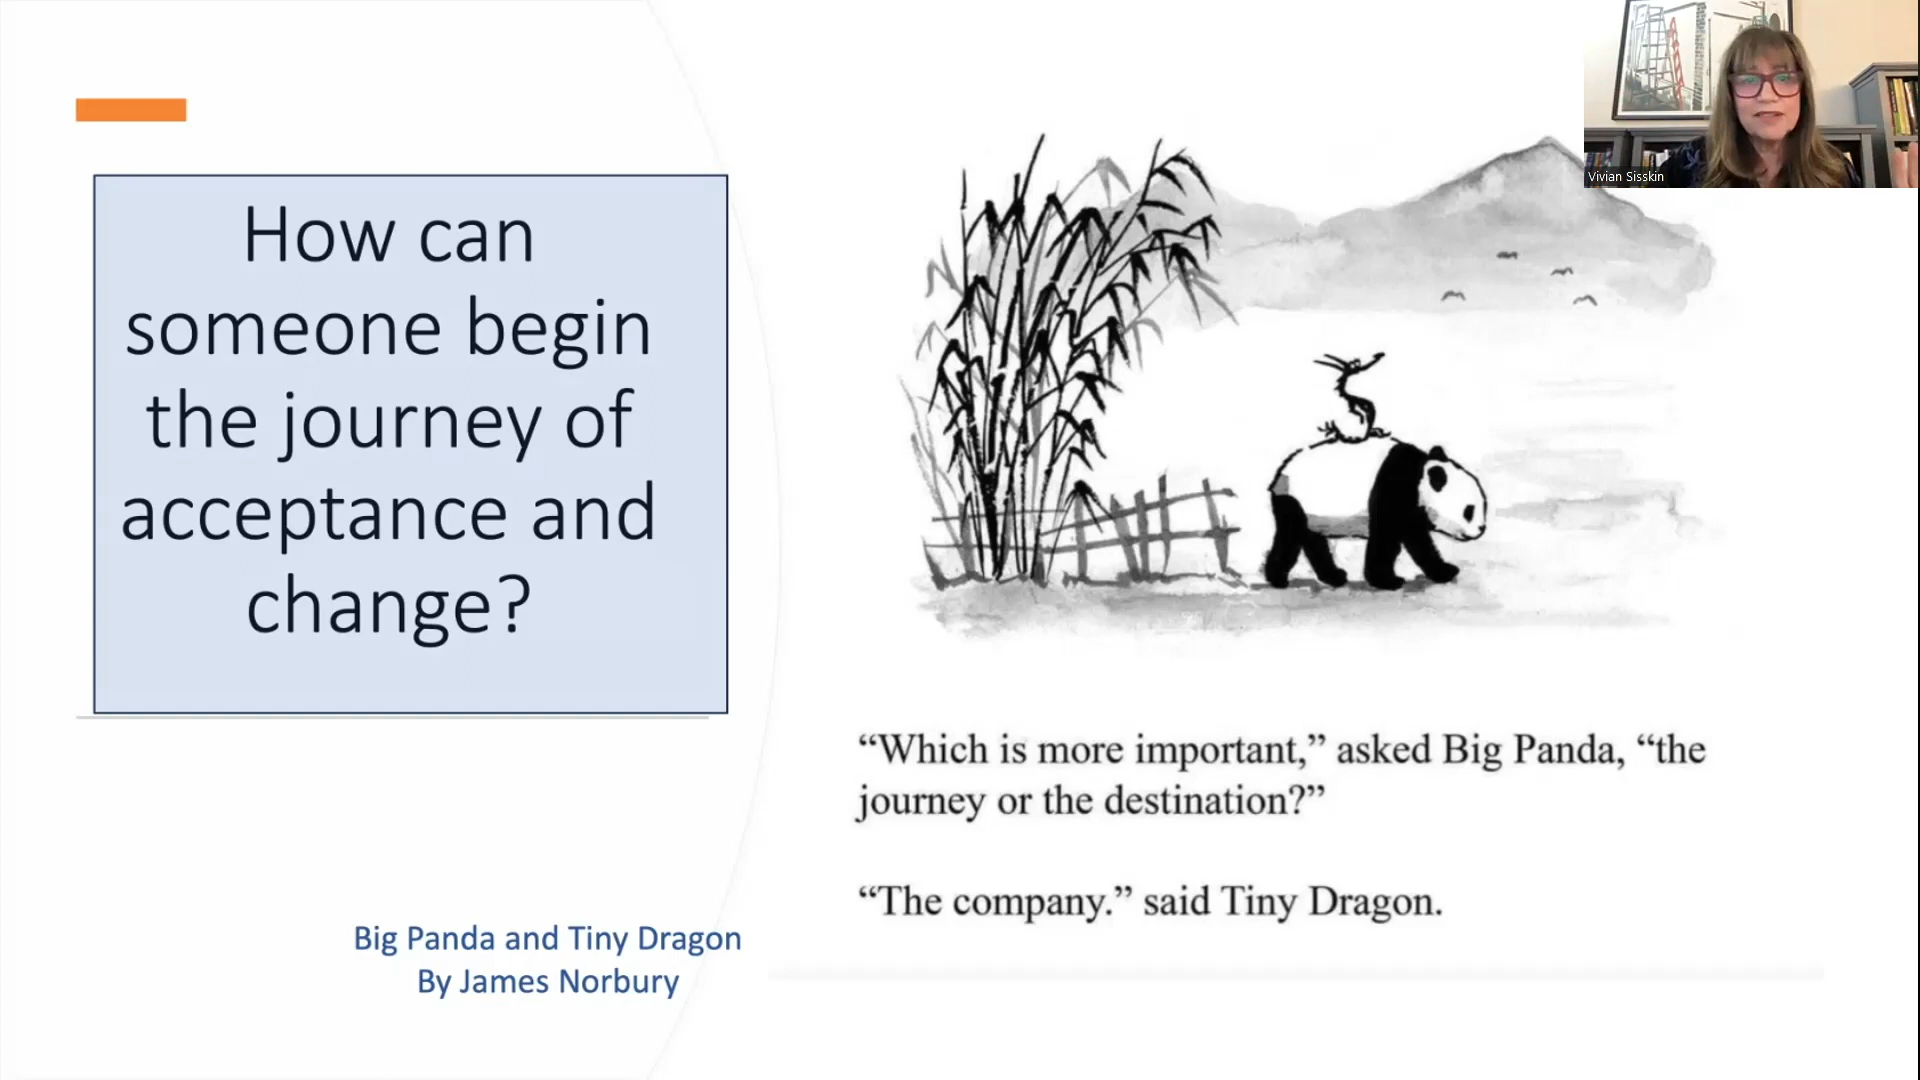 How can
someone begin
the journey of
acceptance and
change?
Big Panda and Tiny Dragon
By James Norbury
“Which is more important,” asked Big Panda, “the
journey or the destination?”
“The company.” said Tiny Dragon.
Vivian Sisskin